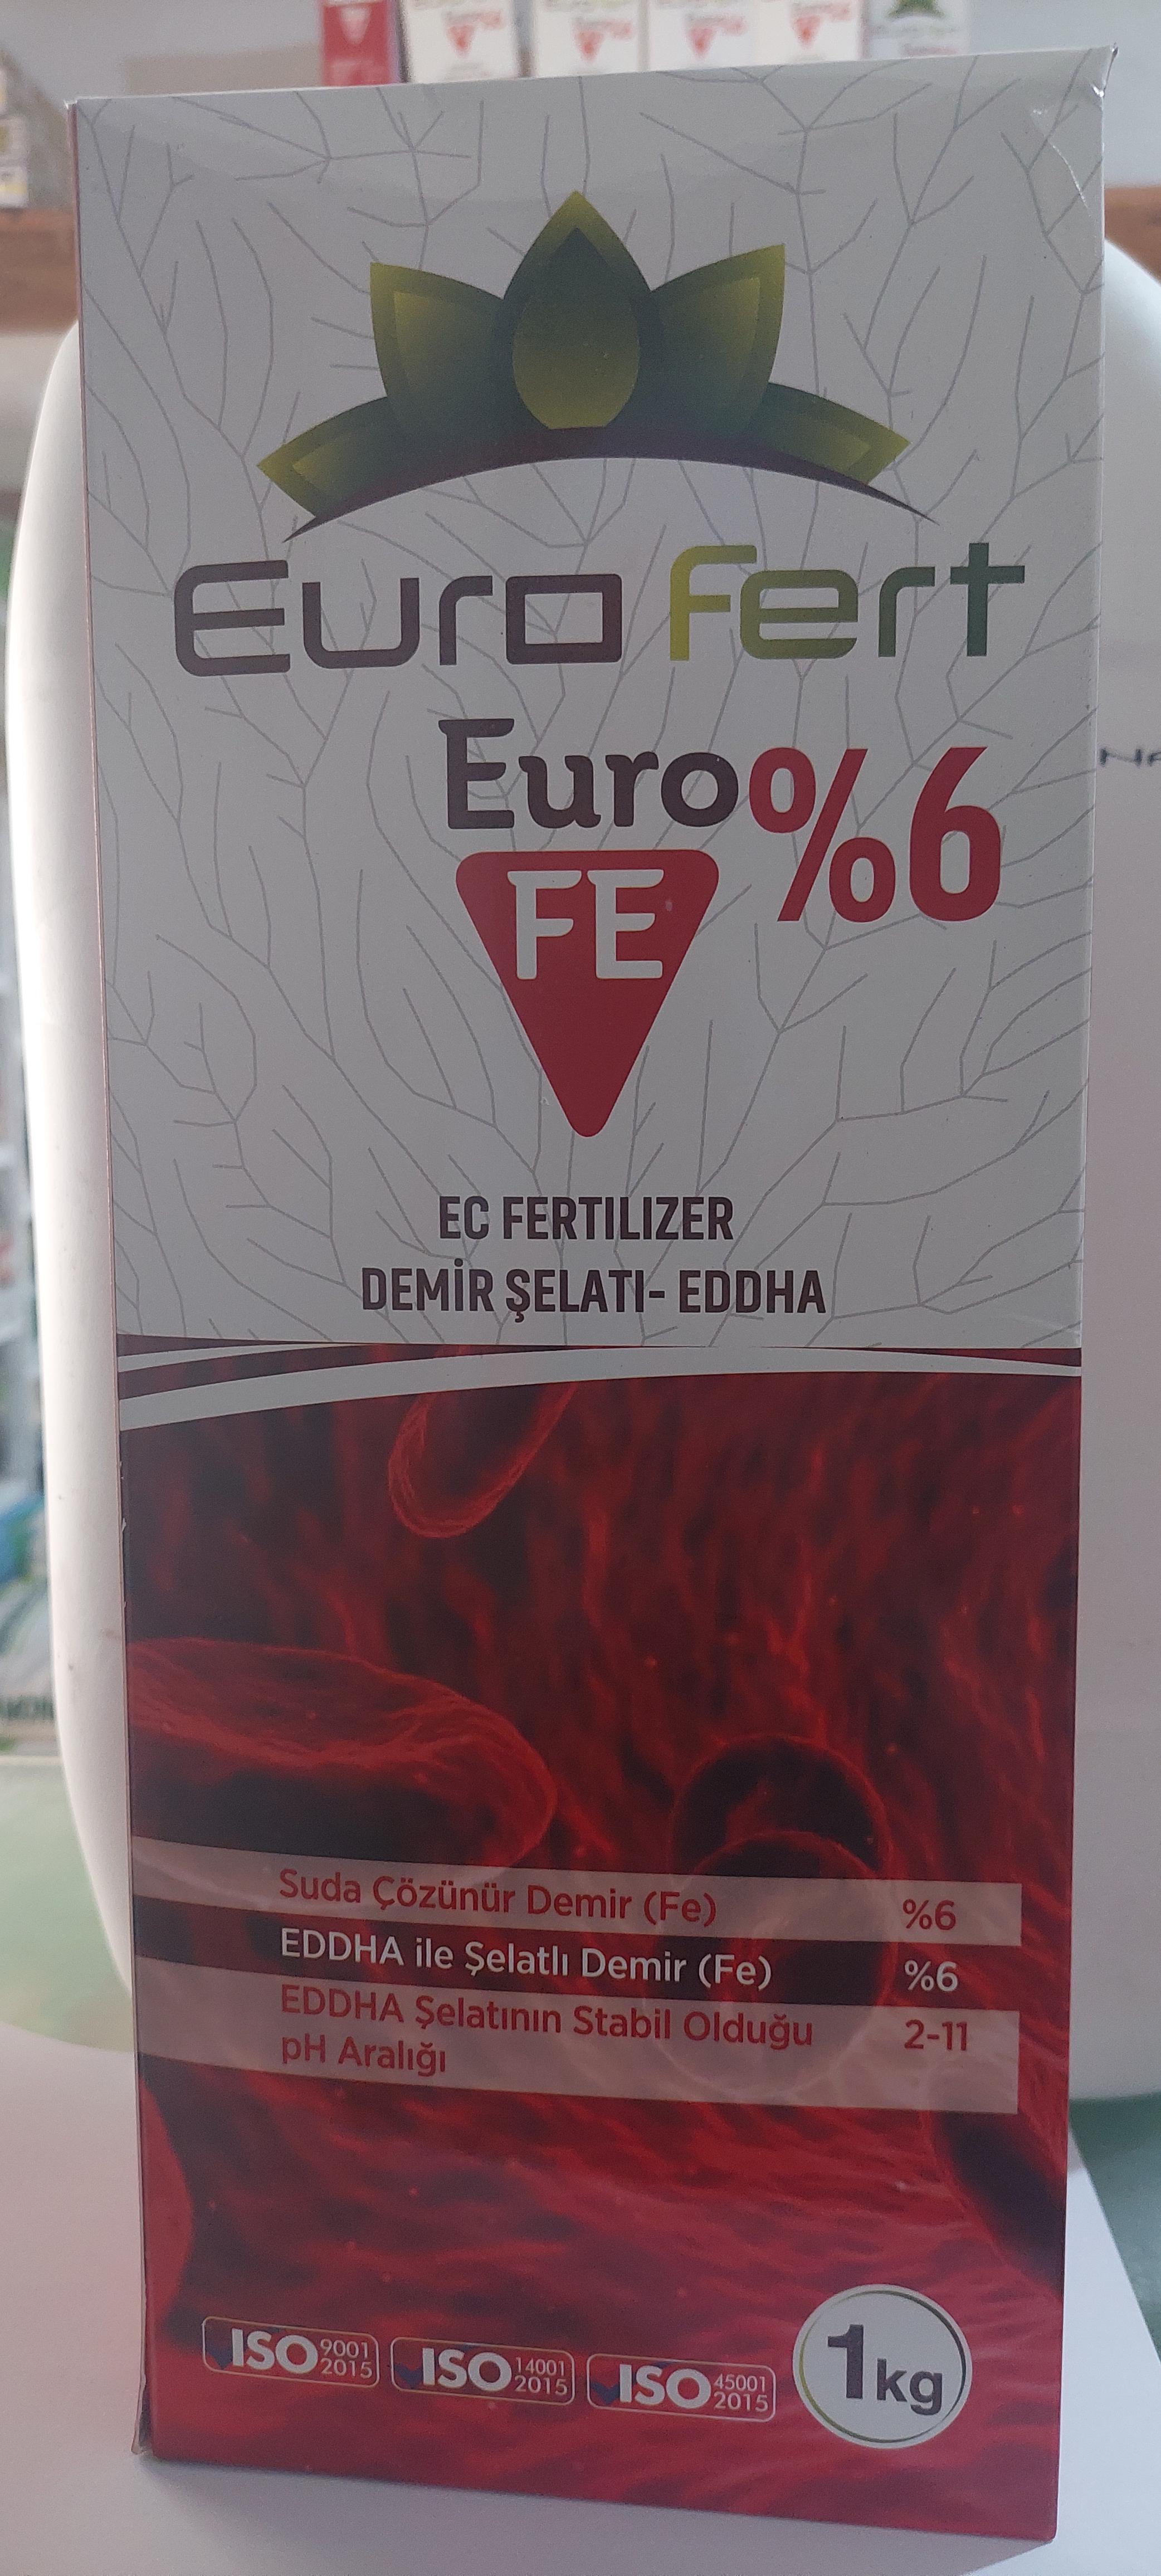 Euro fert
Euro %6
FE
EC FERTILIZER
DEMİR ŞELATI- EDDHA
Suda Çözünür Demir (Fe) %6
EDDHA ile Şelatlı Demir (Fe) %6
EDDHA Şelatının Stabil Olduğu 2-11
pH Aralığı
ISO 9001 2015
ISO 14001 2015
ISO 45001 2015
1 kg